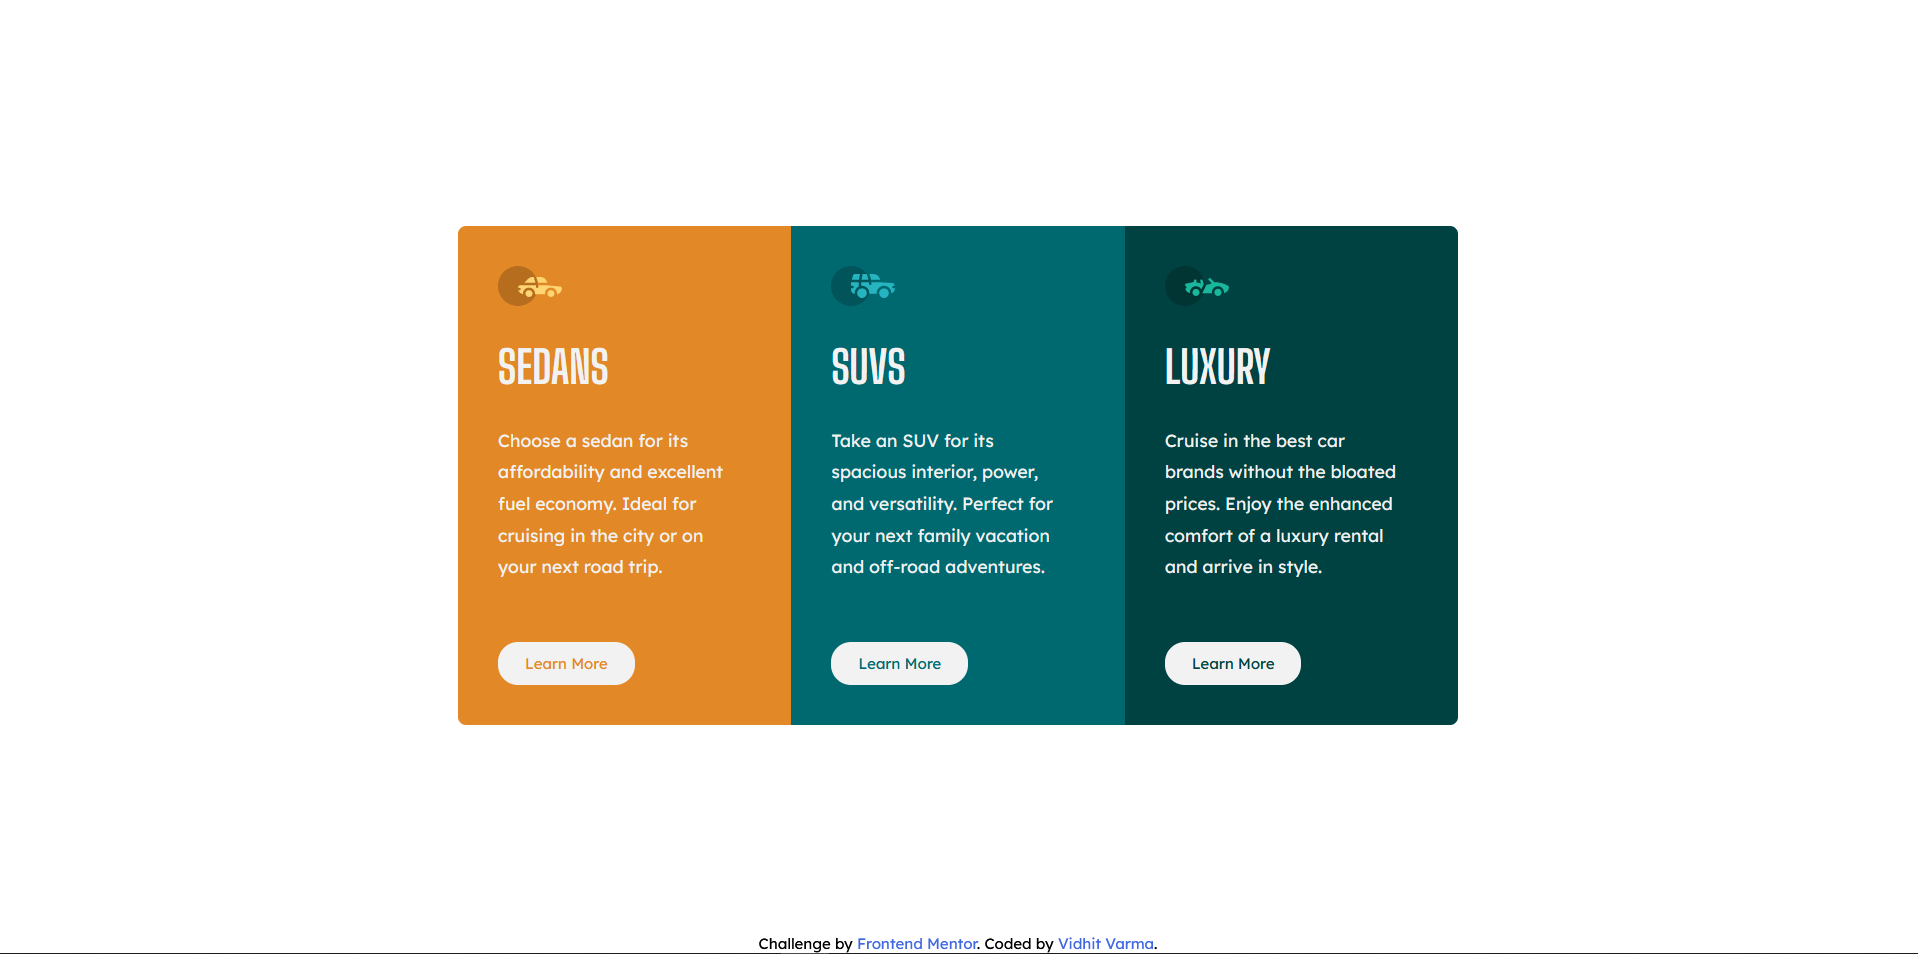 SEDANS
Choose a sedan for its
affordability and excellent
fuel economy. Ideal for
cruising in the city or on
your next road trip.
Learn More
SUVS
Take an SUV for its
spacious interior, power,
and versatility. Perfect for
your next family vacation
and off-road adventures.
Learn More
LUXURY
Cruise in the best car
brands without the bloated
prices. Enjoy the enhanced
comfort of a luxury rental
and arrive in style.
Learn More
Challenge by Frontend Mentor. Coded by Vidhit Varma.